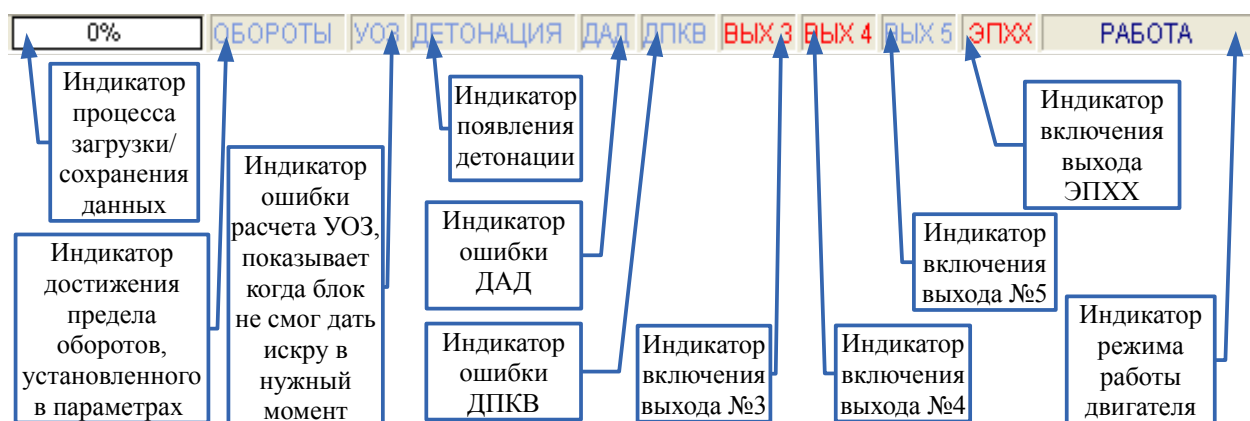 0% ОБОРОТЫ УОЗ ДЕТОНАЦИЯ ДАД ДПКВ ВЫХ 3 ВЫХ 4 ВЫХ 5 ЭПХХ РАБОТА
Индикатор
процесса
загрузки/
сохранения
данных
Индикатор
достижения
предела
оборотов,
установленного
в параметрах
Индикатор
ошибки
расчета УОЗ,
показывает
когда блок
не смог дать
искру в
нужный
момент
Индикатор
появления
детонации
Индикатор
ошибки
ДАД
Индикатор
ошибки
ДПКВ
Индикатор
включения
выхода №3
Индикатор
включения
выхода №4
Индикатор
включения
выхода №5
Индикатор
включения
выхода
ЭПХХ
Индикатор
режима
работы
двигателя